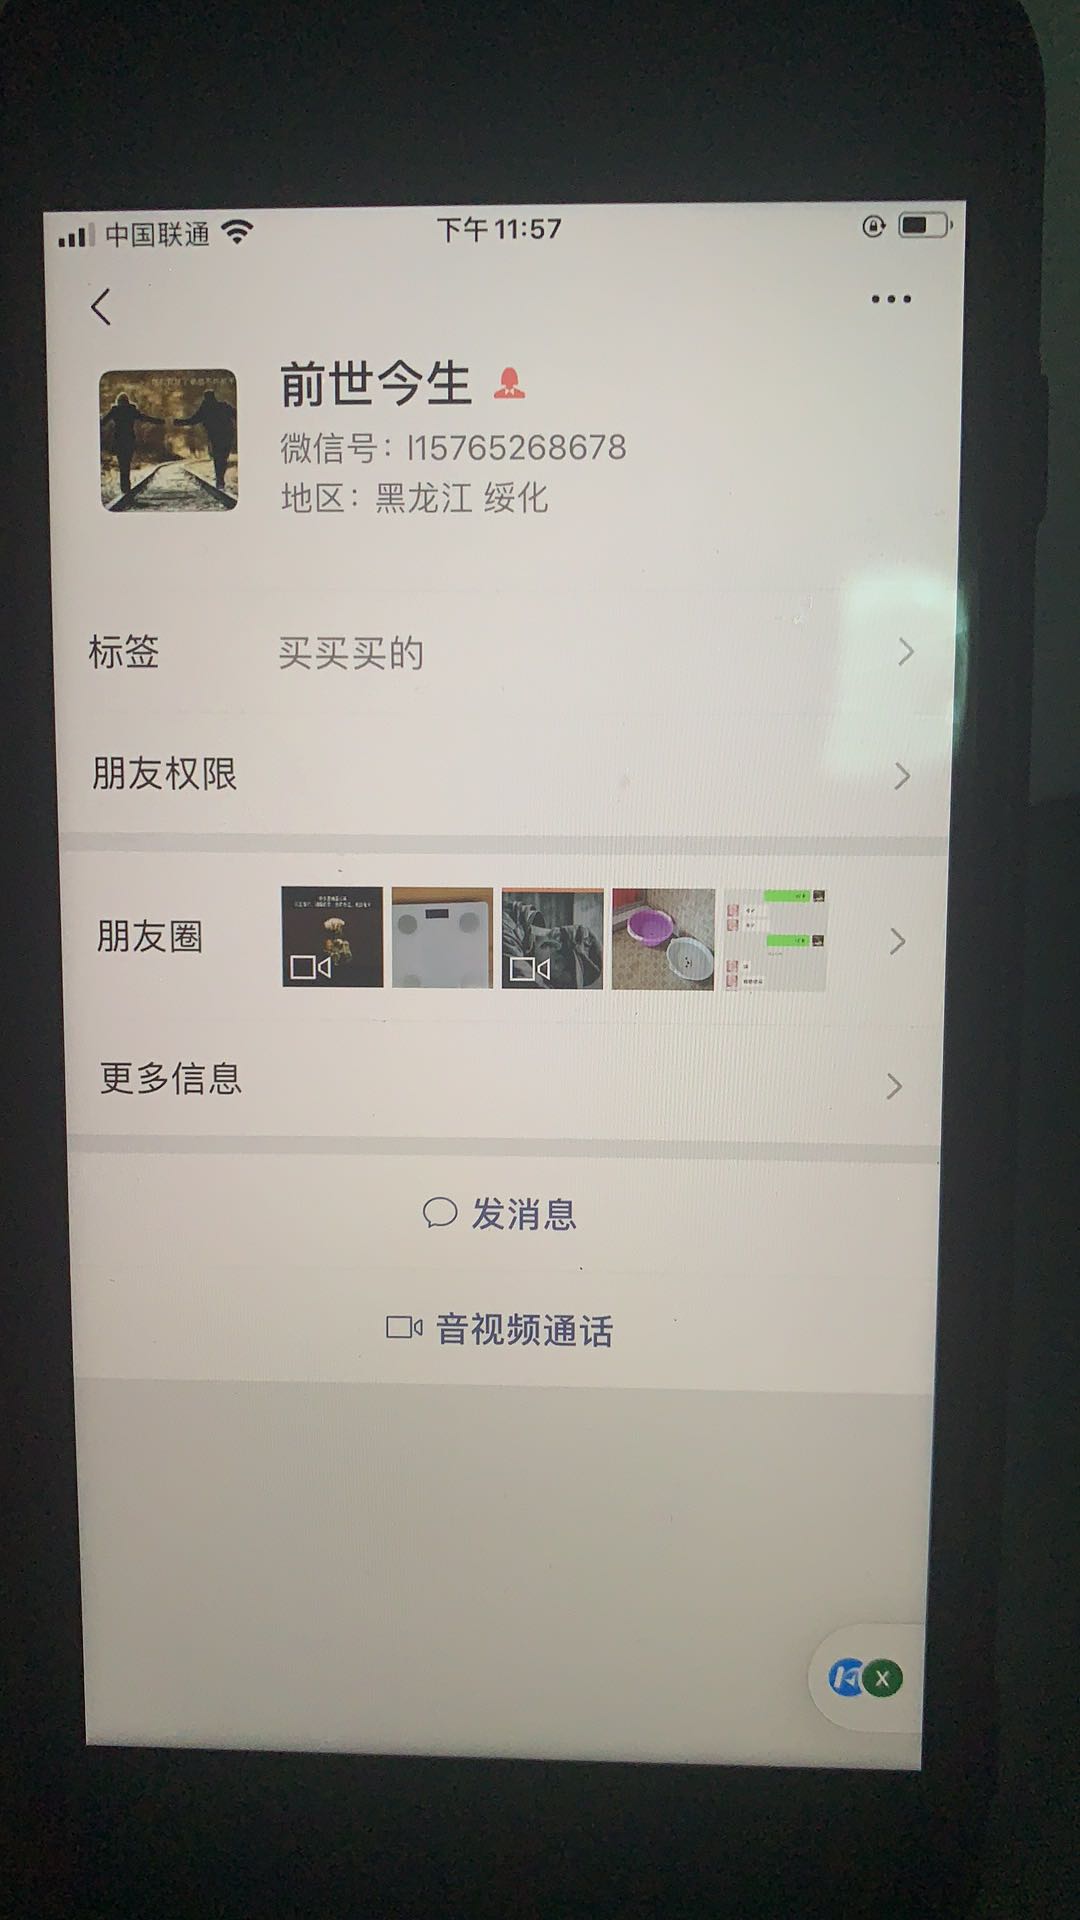 中国联通
下午11:57
前世今生
微信号：l15765268678
地区：黑龙江 绥化
标签
买买买的
朋友权限
朋友圈
更多信息
发消息
音视频通话
X